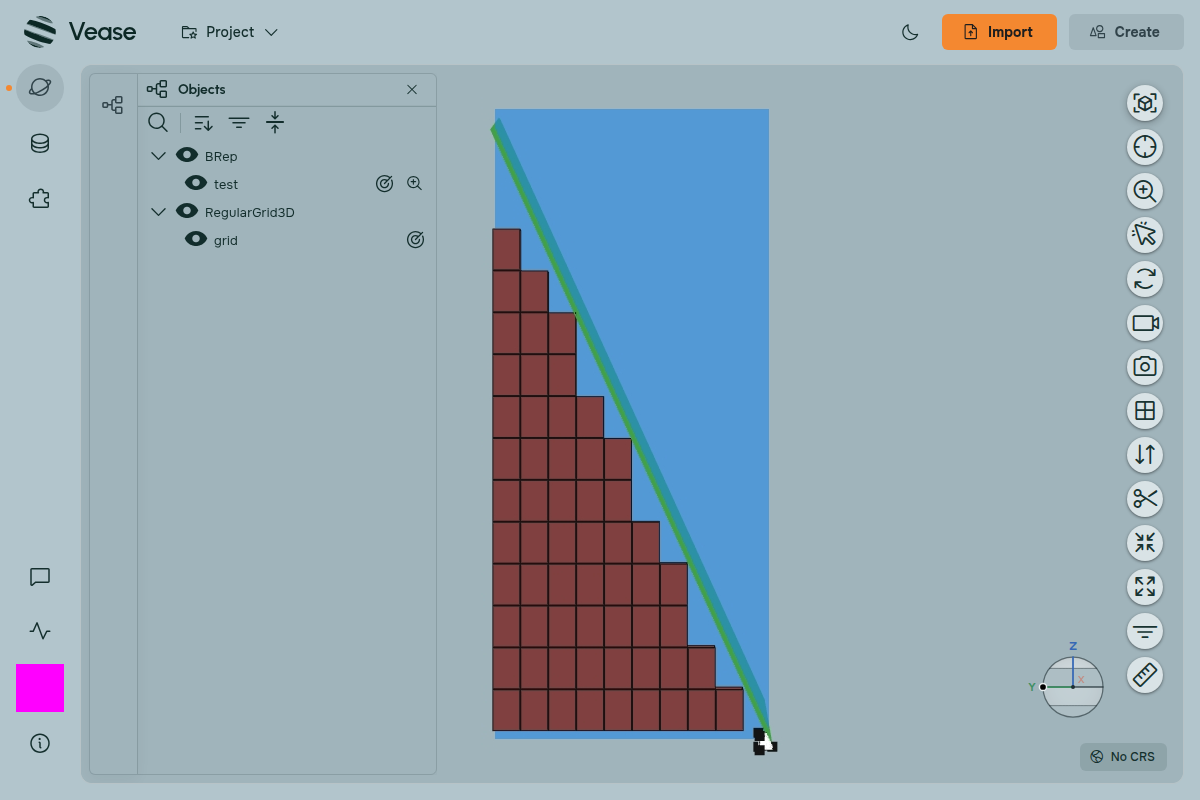 Vease
Project
Import
Create
Objects
BRep
test
RegularGrid3D
grid
Z
Y
X
No CRS